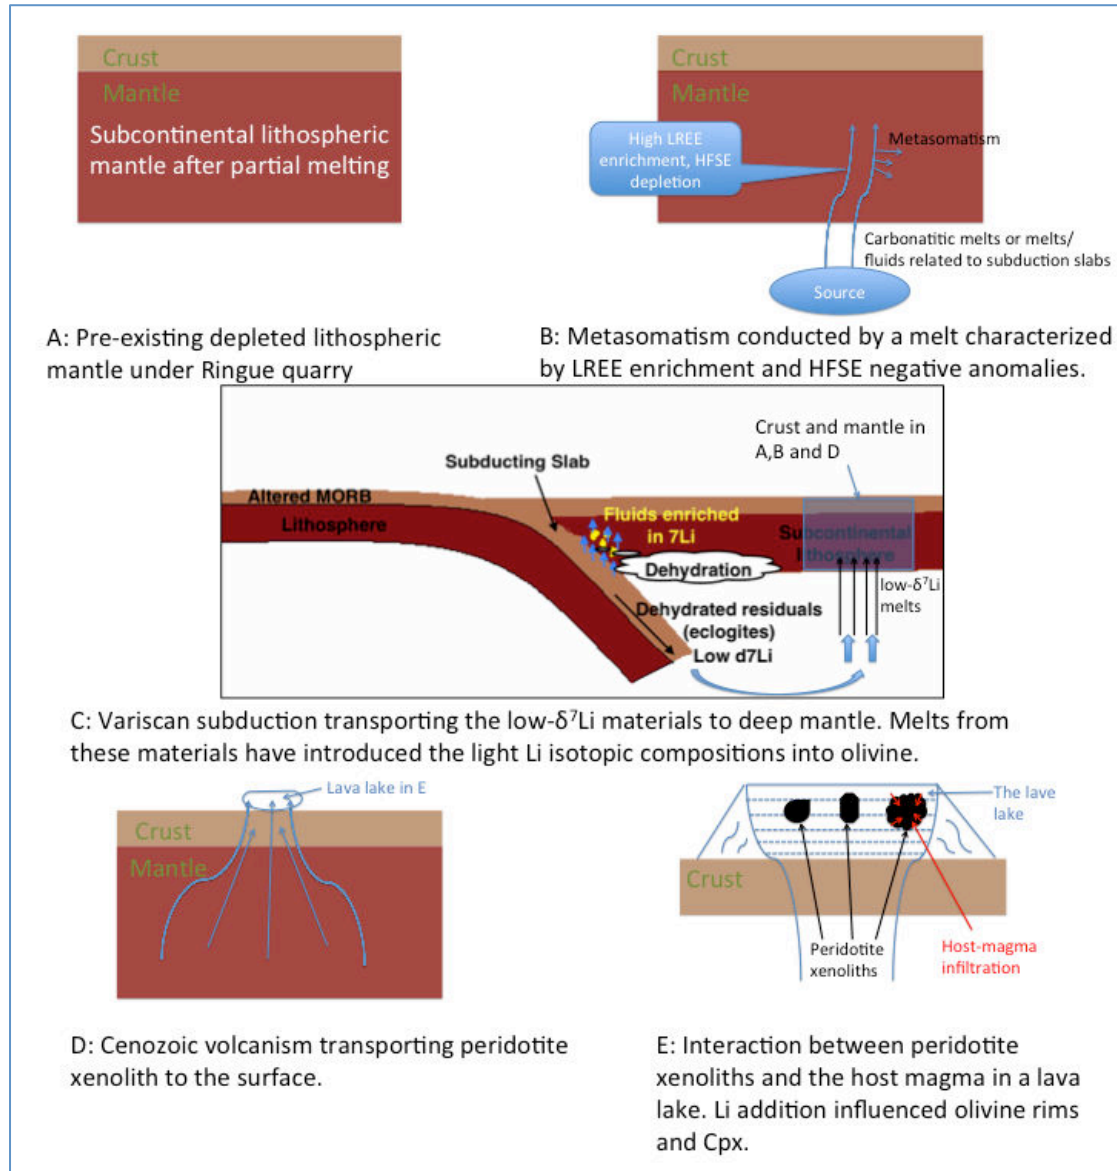 Crust
Mantle
Subcontinental lithospheric
mantle after partial melting
Crust
Mantle
High LREE
enrichment, HFSE
depletion
Metasomatism
Carbonatitic melts or melts/
fluids related to subduction slabs
Source
A: Pre-existing depleted lithospheric
mantle under Ringue quarry
B: Metasomatism conducted by a melt characterized
by LREE enrichment and HFSE negative anomalies.
Crust and mantle in
A,B and D
Subducting Slab
Altered MORB
Lithosphere
Fluids enriched
in 7Li
Subcontinental
lithosphere
Dehydration
low-δ⁷Li
melts
Dehydrated residuals
(eclogites)
Low d7Li
C: Variscan subduction transporting the low-δ⁷Li materials to deep mantle. Melts from
these materials have introduced the light Li isotopic compositions into olivine.
Lava lake in E
Crust
Mantle
The lave
lake
Crust
Peridotite
xenoliths
Host-magma
infiltration
D: Cenozoic volcanism transporting peridotite
xenolith to the surface.
E: Interaction between peridotite
xenoliths and the host magma in a lava
lake. Li addition influenced olivine rims
and Cpx.